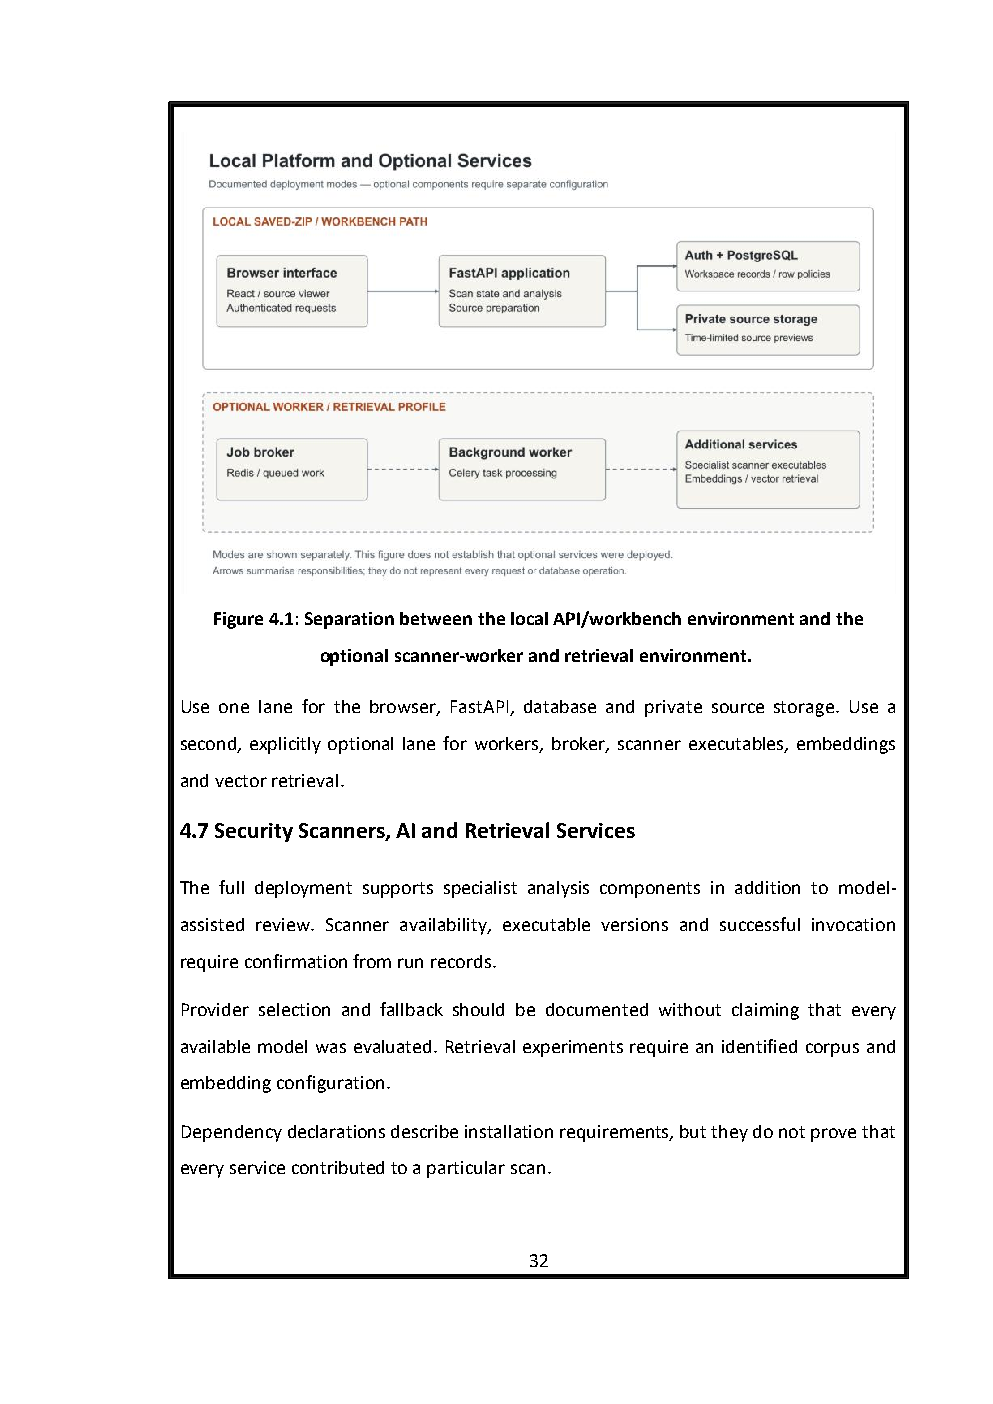 Local Platform and Optional Services
Documented deployment modes — optional components require separate configuration
LOCAL SAVED-ZIP / WORKBENCH PATH
Browser interface
React / source viewer
Authenticated requests
FastAPI application
Scan state and analysis
Source preparation
Auth + PostgreSQL
Workspace records / row policies
Private source storage
Time-limited source previews
OPTIONAL WORKER / RETRIEVAL PROFILE
Job broker
Redis / queued work
Background worker
Celery task processing
Additional services
Specialist scanner executables
Embeddings / vector retrieval
Modes are shown separately. This figure does not establish that optional services were deployed.
Arrows summarise responsibilities; they do not represent every request or database operation.
Figure 4.1: Separation between the local API/workbench environment and the
optional scanner-worker and retrieval environment.
Use one lane for the browser, FastAPI, database and private source storage. Use a
second, explicitly optional lane for workers, broker, scanner executables, embeddings
and vector retrieval.
4.7 Security Scanners, AI and Retrieval Services
The full deployment supports specialist analysis components in addition to model-
assisted review. Scanner availability, executable versions and successful invocation
require confirmation from run records.
Provider selection and fallback should be documented without claiming that every
available model was evaluated. Retrieval experiments require an identified corpus and
embedding configuration.
Dependency declarations describe installation requirements, but they do not prove that
every service contributed to a particular scan.
32